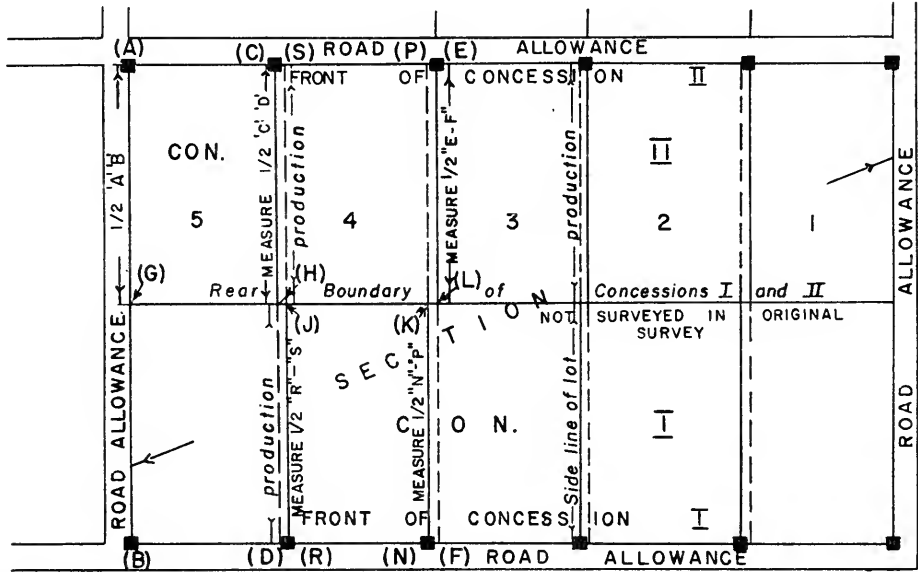 (A) (C) (S) ROAD (P) (E) ALLOWANCE
FRONT OF CONCESSION II
1/2 'A' 'B'
CON.
MEASURE 1/2 'C' 'D'
production
MEASURE 1/2 "E-F"
production
II
5 4 3 2 1
ROAD ALLOWANCE
(G) (H) (L)
Rear Boundary of Concessions I and II
(J) (K)
SECTION
NOT SURVEYED IN ORIGINAL
SURVEY
ROAD ALLOWANCE
production
MEASURE 1/2 "R"-"S"
MEASURE 1/2 "N"-"P"
Side line of lot
CON.
I
FRONT OF CONCESSION I
(B) (D) (R) (N) (F) ROAD ALLOWANCE